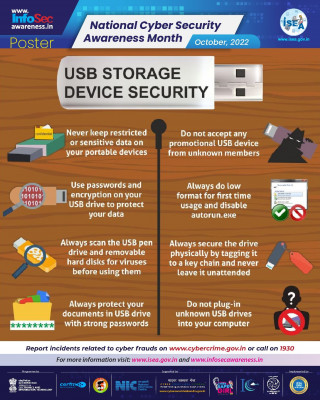 www.
InfoSec
awareness.in
Poster
National Cyber Security
Awareness Month
October, 2022
ISEA
www.isea.gov.in
USB STORAGE
DEVICE SECURITY
Never keep restricted
or sensitive data on
your portable devices
Do not accept any
promotional USB device
from unknown members
Use passwords and
encryption on your
USB drive to protect
your data
Always do low
format for first time
usage and disable
autorun.exe
Always scan the USB pen
drive and removable
hard disks for viruses
before using them
Always secure the drive
physically by tagging it
to a key chain and never
leave it unattended
Always protect your
documents in USB drive
with strong passwords
Do not plug-in
unknown USB drives
into your computer
Report incidents related to cyber frauds on www.cybercrime.gov.in or call on 1930
For more information visit: www.isea.gov.in and www.infosecawareness.in
NIC